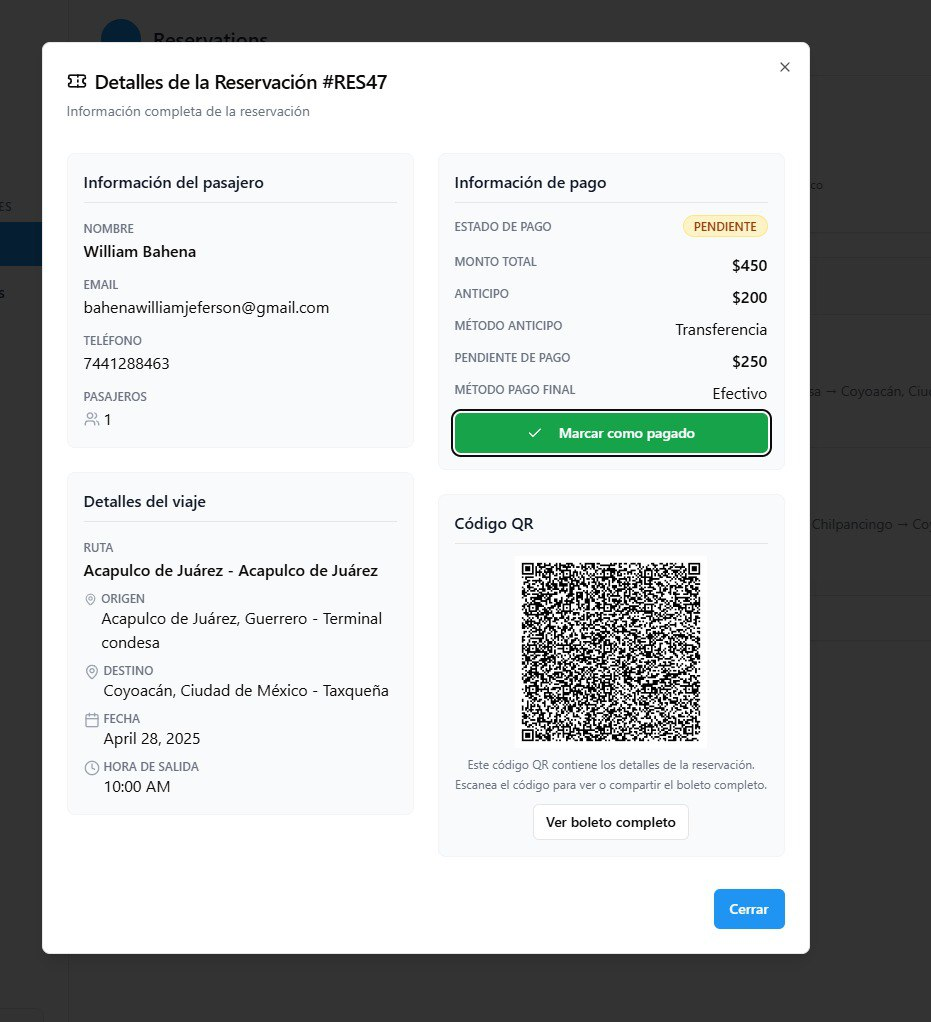 Reservations
Detalles de la Reservación #RES47
Información completa de la reservación
Información del pasajero
NOMBRE
William Bahena
EMAIL
bahenawilliamjeferson@gmail.com
TELÉFONO
7441288463
PASAJEROS
1
Detalles del viaje
RUTA
Acapulco de Juárez - Acapulco de Juárez
ORIGEN
Acapulco de Juárez, Guerrero - Terminal
condesa
DESTINO
Coyoacán, Ciudad de México - Taxqueña
FECHA
April 28, 2025
HORA DE SALIDA
10:00 AM
Información de pago
ESTADO DE PAGO PENDIENTE
MONTO TOTAL $450
ANTICIPO $200
MÉTODO ANTICIPO Transferencia
PENDIENTE DE PAGO $250
MÉTODO PAGO FINAL Efectivo
Marcar como pagado
Código QR
Este código QR contiene los detalles de la reservación.
Escanea el código para ver o compartir el boleto completo.
Ver boleto completo
Cerrar
→ Coyoacán,
Chilpancingo →